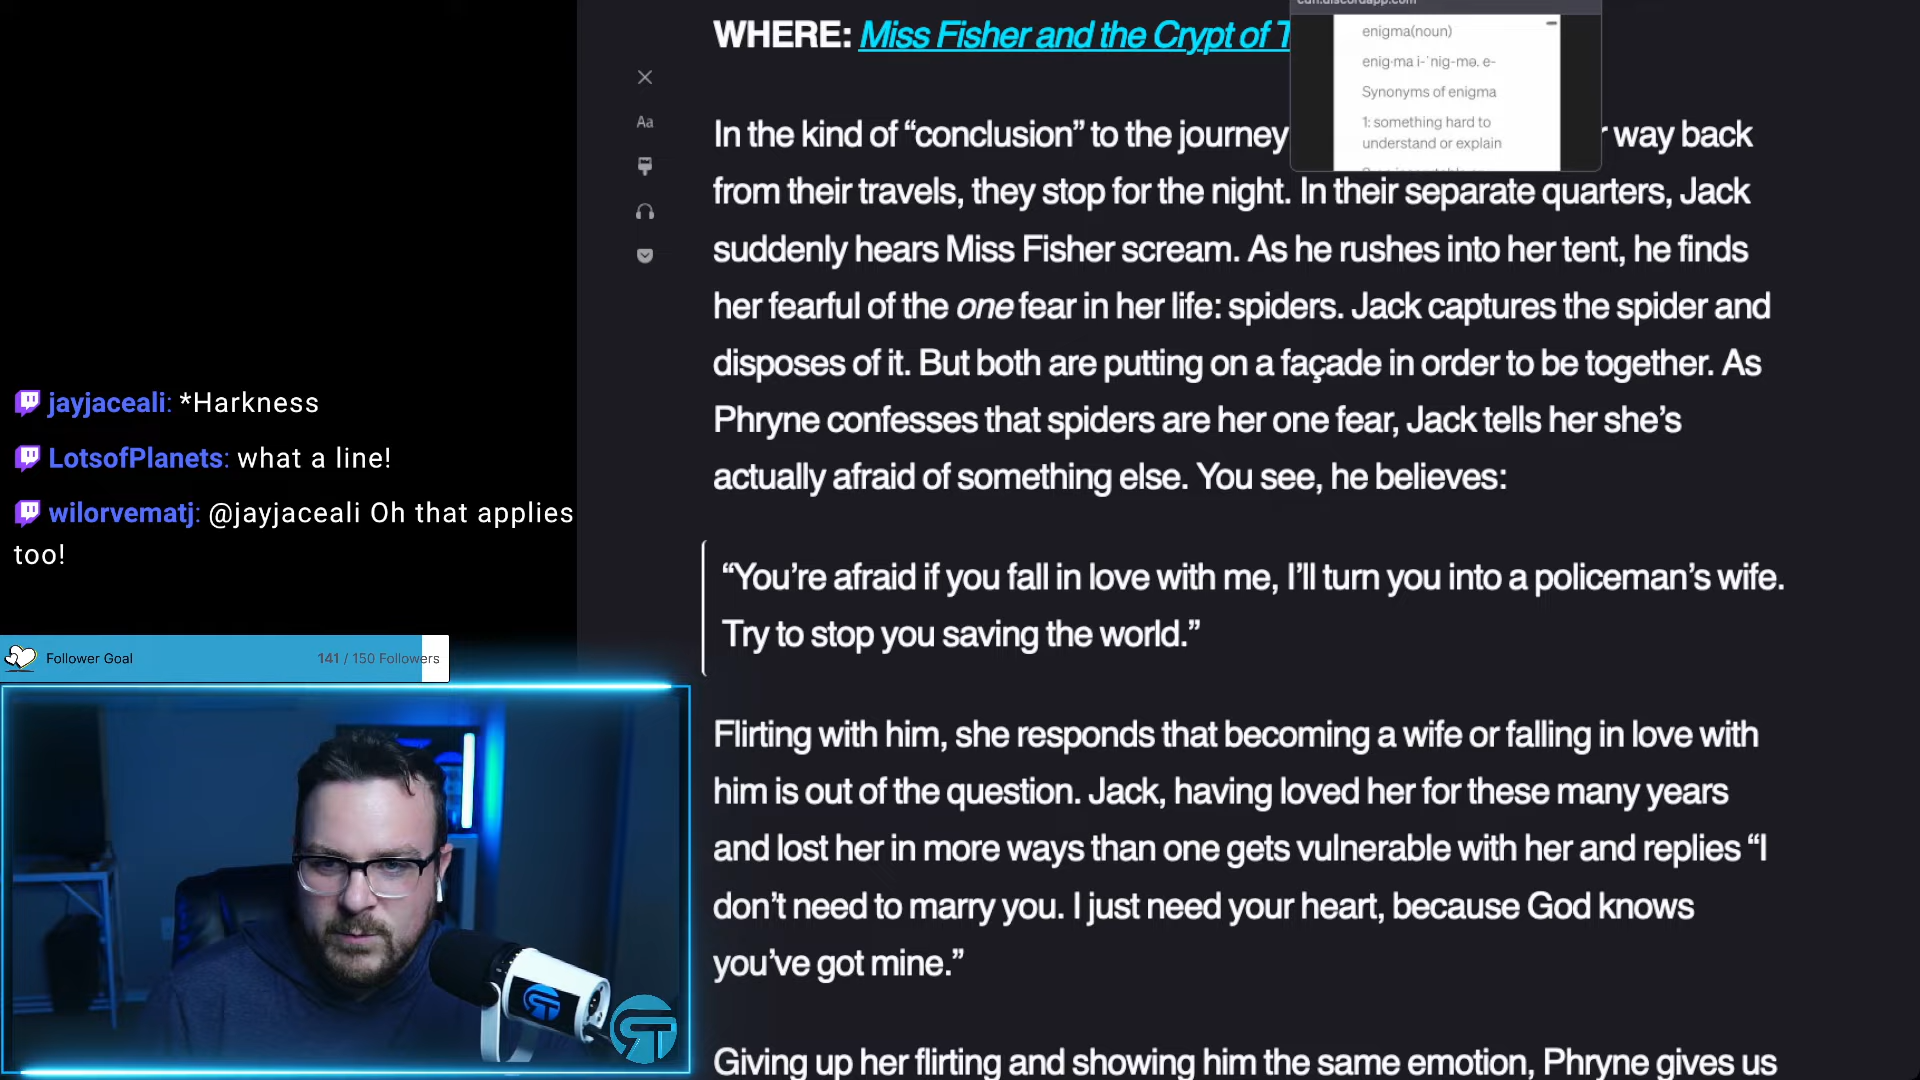 WHERE: Miss Fisher and the Crypt of T
enigma(noun)
enig·ma i-ˈnig-mə. e-
Synonyms of enigma
1: something hard to
understand or explain
In the kind of “conclusion” to the journey way back
from their travels, they stop for the night. In their separate quarters, Jack
suddenly hears Miss Fisher scream. As he rushes into her tent, he finds
her fearful of the one fear in her life: spiders. Jack captures the spider and
disposes of it. But both are putting on a façade in order to be together. As
Phryne confesses that spiders are her one fear, Jack tells her she’s
actually afraid of something else. You see, he believes:
“You’re afraid if you fall in love with me, I’ll turn you into a policeman’s wife.
Try to stop you saving the world.”
Flirting with him, she responds that becoming a wife or falling in love with
him is out of the question. Jack, having loved her for these many years
and lost her in more ways than one gets vulnerable with her and replies “I
don’t need to marry you. I just need your heart, because God knows
you’ve got mine.”
Giving up her flirting and showing him the same emotion, Phryne gives us
Aa
jayjaceali: *Harkness
LotsofPlanets: what a line!
wilorvematj: @jayjaceali Oh that applies
too!
Follower Goal 141 / 150 Followers